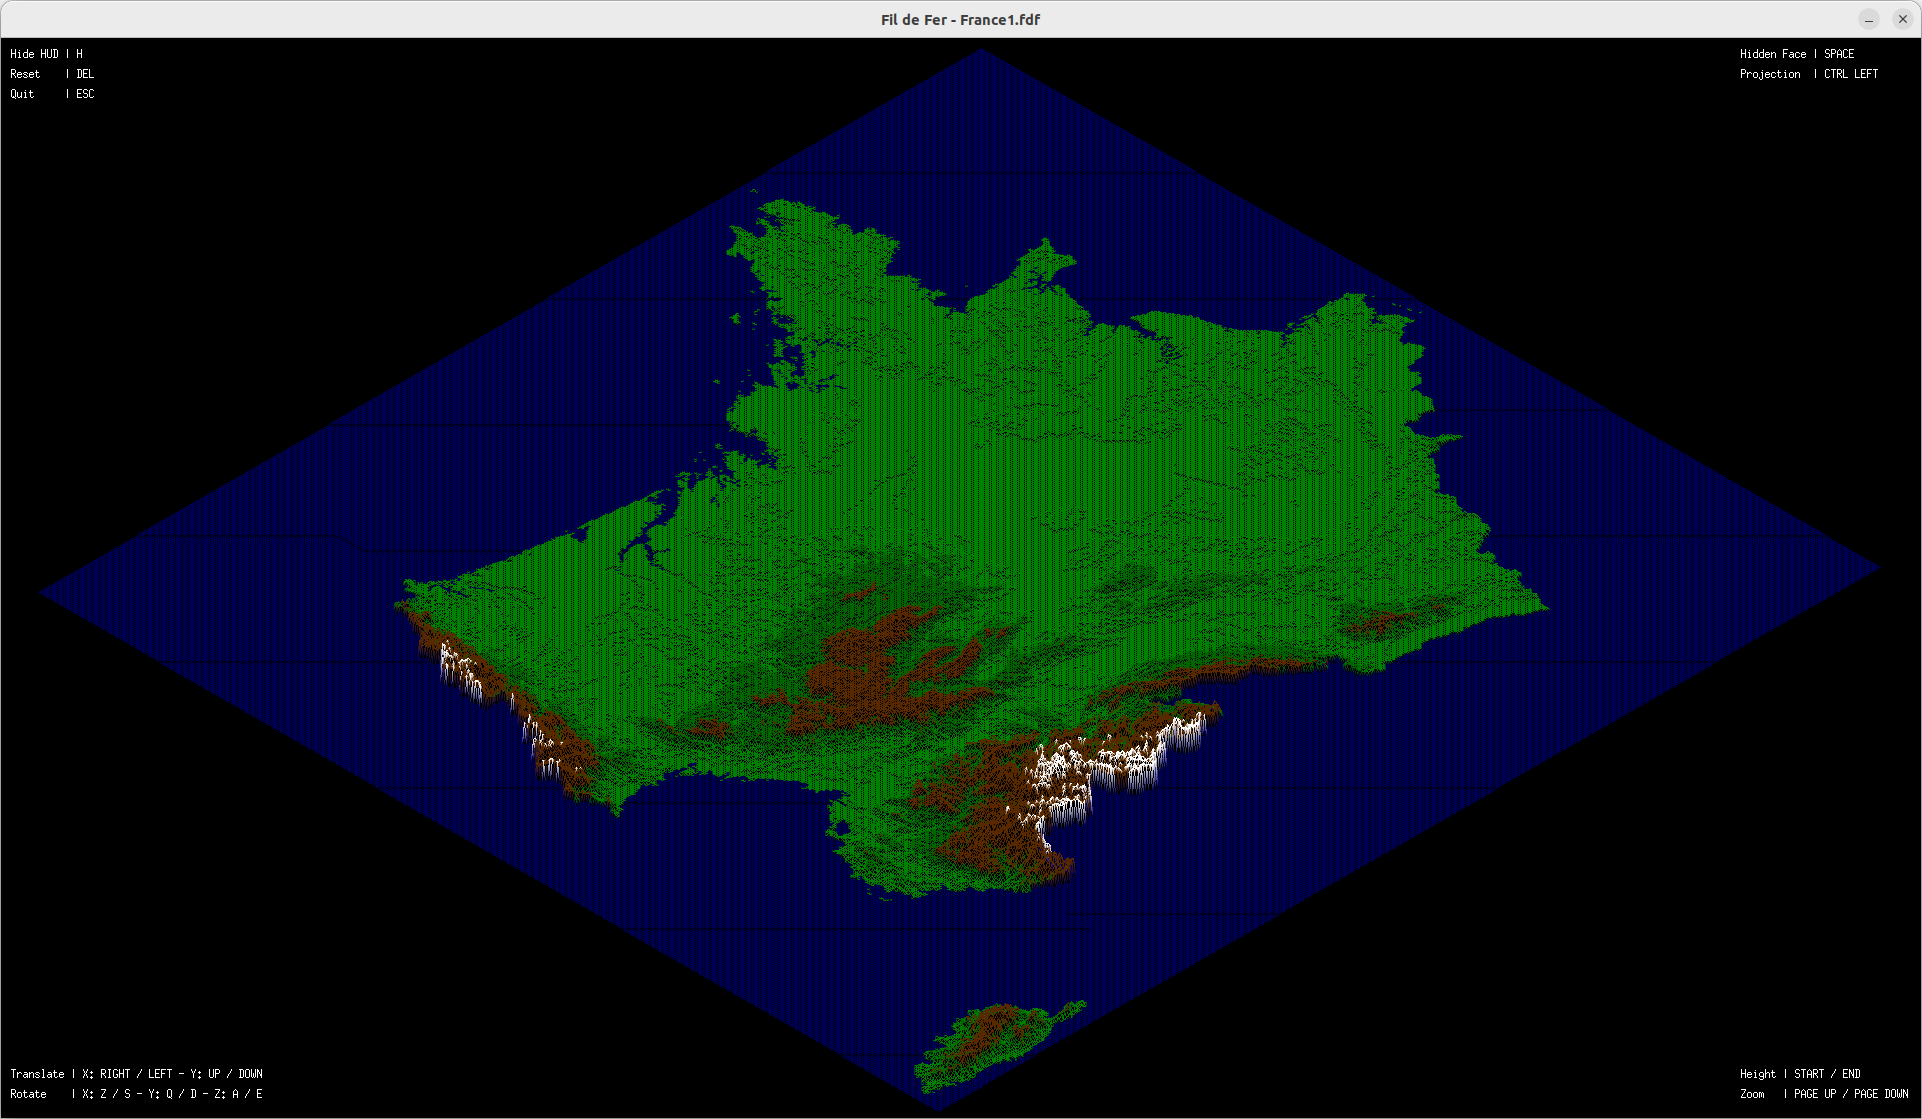 Fil de Fer - France1.fdf
Hide HUD | H
Reset | DEL
Quit | ESC
Hidden Face | SPACE
Projection | CTRL LEFT
Translate | X: RIGHT / LEFT - Y: UP / DOWN
Rotate | X: Z / S - Y: Q / D - Z: A / E
Height | START / END
Zoom | PAGE UP / PAGE DOWN